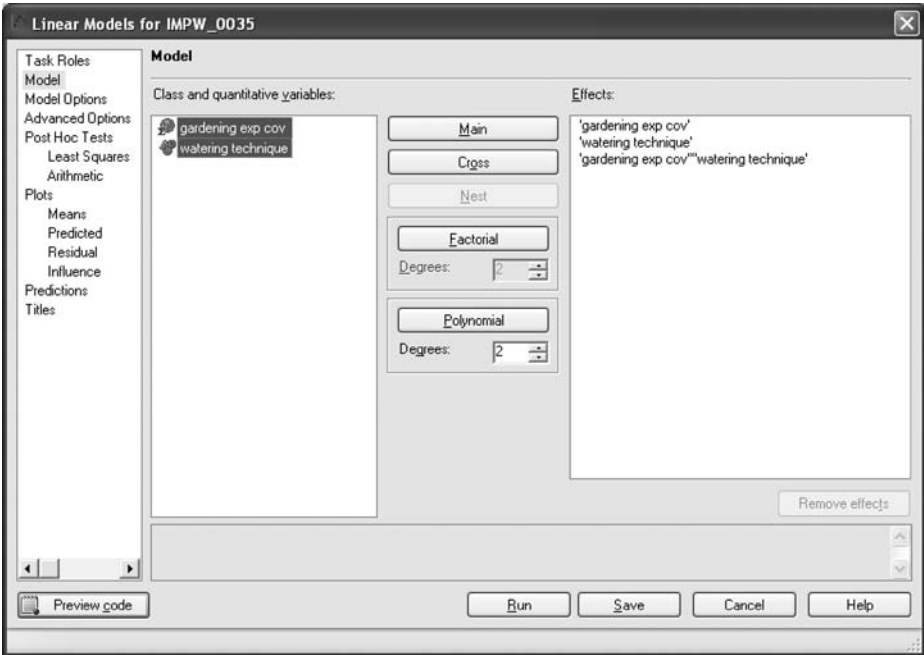 Linear Models for IMPW_0035
Task Roles
Model
Model Options
Advanced Options
Post Hoc Tests
Least Squares
Arithmetic
Plots
Means
Predicted
Residual
Influence
Predictions
Titles
Model
Class and quantitative variables:
gardening exp cov
watering technique
Main
Cross
Nest
Factorial
Degrees: 2
Polynomial
Degrees: 2
Effects:
'gardening exp cov'
'watering technique'
'gardening exp cov'*'watering technique'
Remove effects
Preview code
Run
Save
Cancel
Help